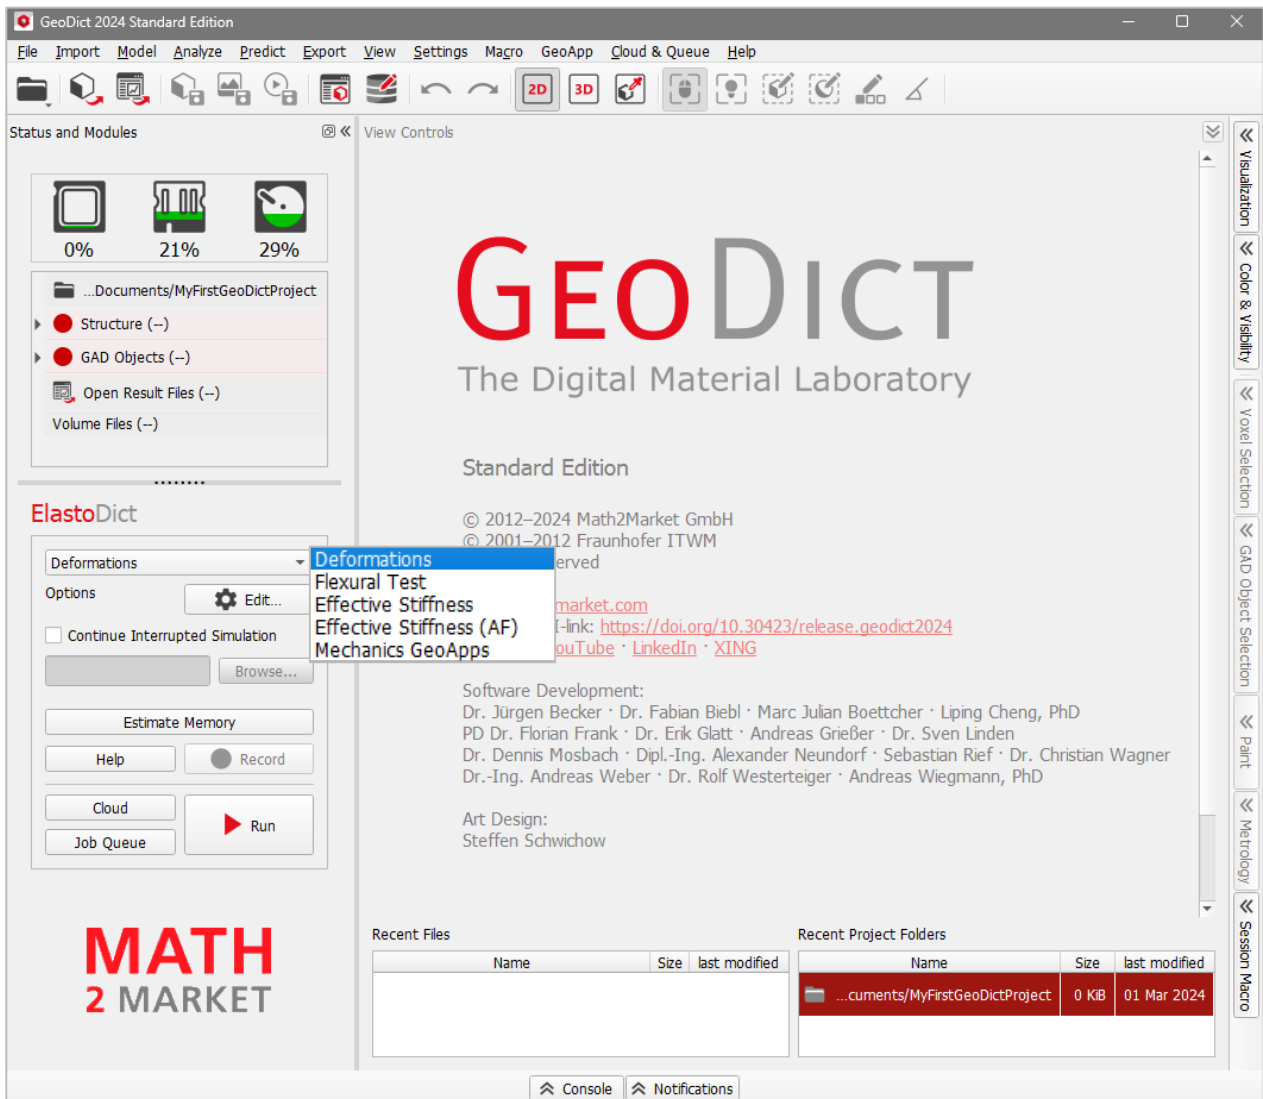 GeoDict 2024 Standard Edition
File Import Model Analyze Predict Export View Settings Macro GeoApp Cloud & Queue Help
2D 3D
Status and Modules
0% 21% 29%
...Documents/MyFirstGeoDictProject
Structure (--)
GAD Objects (--)
Open Result Files (--)
Volume Files (--)
ElastoDict
Deformations
Options
Edit...
Continue Interrupted Simulation
Browse...
Estimate Memory
Help
Record
Cloud
Run
Job Queue
MATH
2 MARKET
Deformations
Flexural Test
Effective Stiffness
Effective Stiffness (AF)
Mechanics GeoApps
View Controls
GEODICT
The Digital Material Laboratory
Standard Edition
© 2012–2024 Math2Market GmbH
© 2001–2012 Fraunhofer ITWM
erved
market.com
I-link: https://doi.org/10.30423/release.geodict2024
ouTube · LinkedIn · XING
Software Development:
Dr. Jürgen Becker · Dr. Fabian Biebl · Marc Julian Boettcher · Liping Cheng, PhD
PD Dr. Florian Frank · Dr. Erik Glatt · Andreas Grießer · Dr. Sven Linden
Dr. Dennis Mosbach · Dipl.-Ing. Alexander Neundorf · Sebastian Rief · Dr. Christian Wagner
Dr.-Ing. Andreas Weber · Dr. Rolf Westerteiger · Andreas Wiegmann, PhD
Art Design:
Steffen Schwichow
Recent Files
Name Size last modified
Recent Project Folders
Name Size last modified
...cuments/MyFirstGeoDictProject 0 KiB 01 Mar 2024
Visualization
Color & Visibility
Voxel Selection
GAD Object Selection
Paint
Metrology
Session Macro
Console Notifications